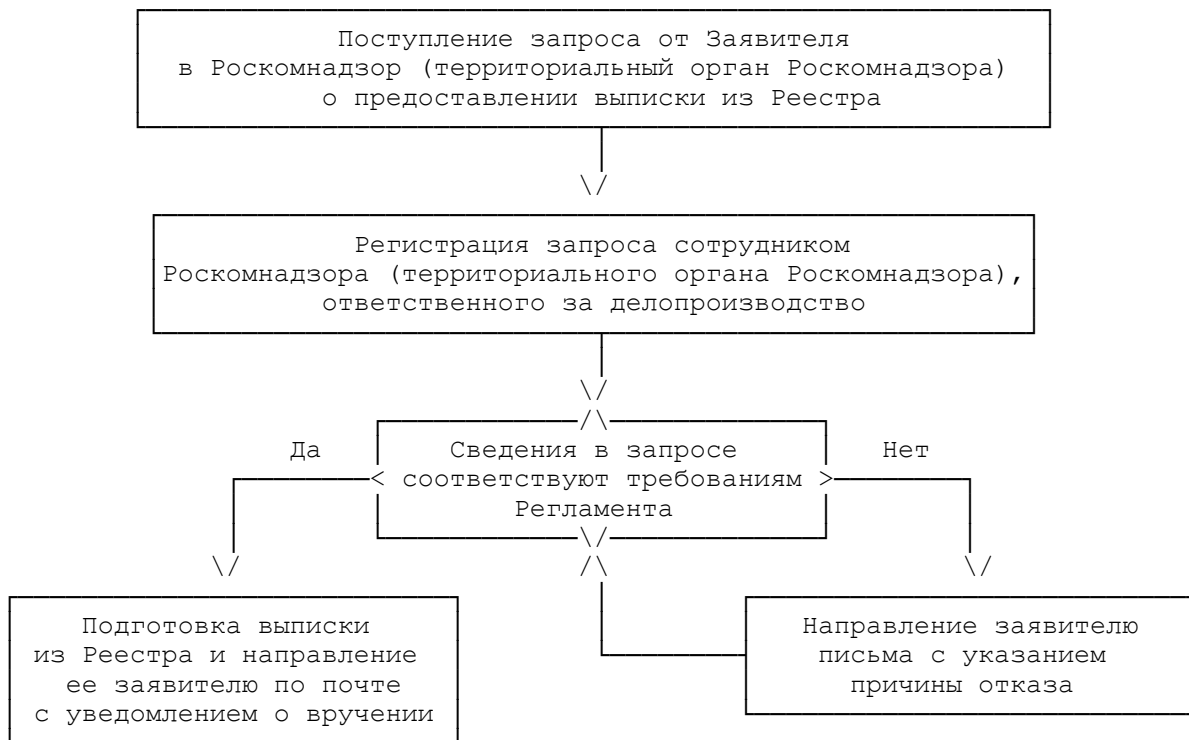 Поступление запроса от Заявителя
в Роскомнадзор (территориальный орган Роскомнадзора)
о предоставлении выписки из Реестра
Регистрация запроса сотрудником
Роскомнадзора (территориального органа Роскомнадзора),
ответственного за делопроизводство
Да
Сведения в запросе
соответствуют требованиям
Регламента
Нет
Подготовка выписки
из Реестра и направление
ее заявителю по почте
с уведомлением о вручении
Направление заявителю
письма с указанием
причины отказа